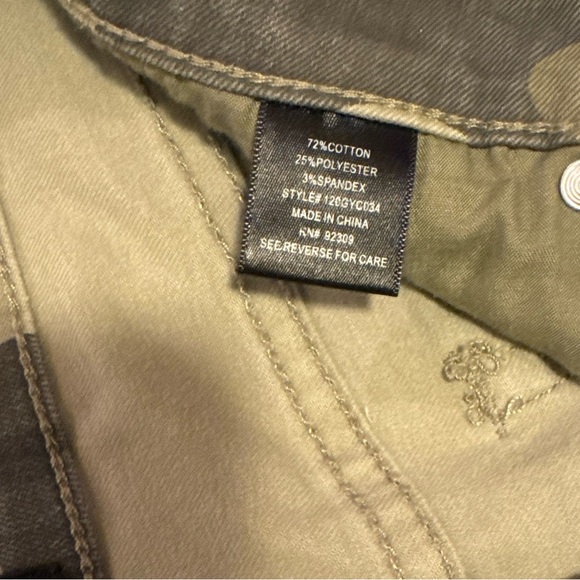 72%COTTON
25%POLYESTER
3%SPANDEX
STYLE# 120GYC034
MADE IN CHINA
RN# 92309
SEE REVERSE FOR CARE